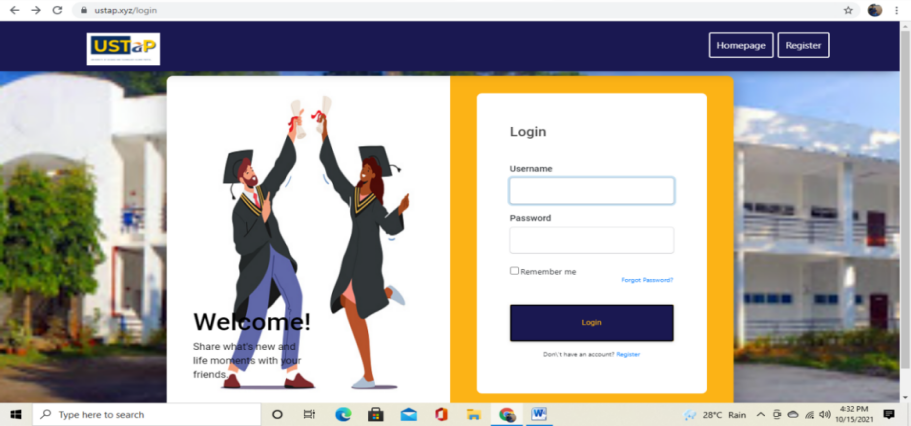 ustap.xyz/login
USTaP
Homepage
Register
Login
Username
Password
Remember me
Forgot Password?
Login
Don\'t have an account? Register
Welcome!
Share what's new and
life moments with your
friends.
Type here to search
28°C Rain
4:32 PM
10/15/2021